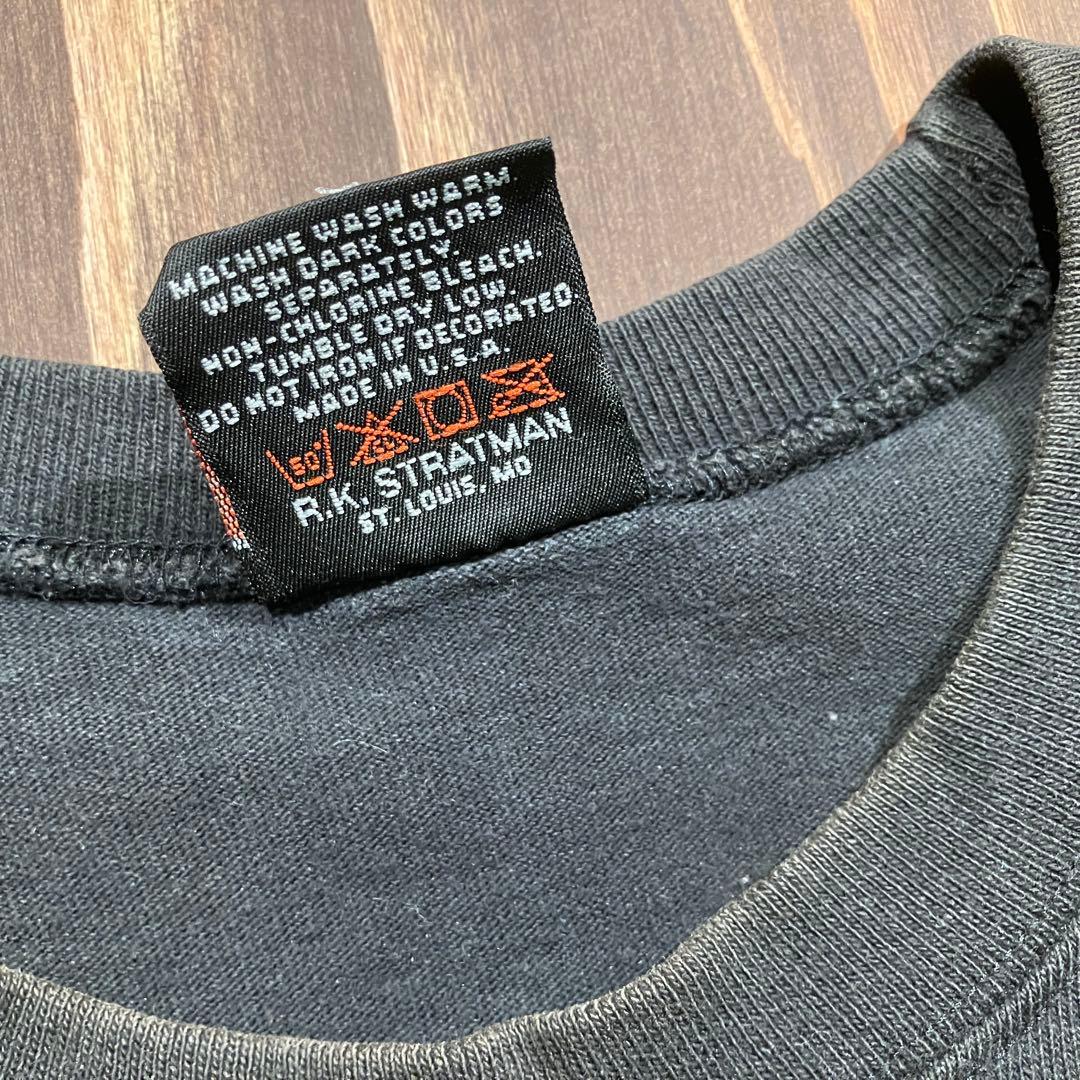 MACHINE WASH WARM
WASH DARK COLORS
SEPARATELY.
NON-CHLORINE BLEACH.
TUMBLE DRY LOW
DO NOT IRON IF DECORATED.
MADE IN U.S.A.
50°
R.K. STRATMAN
ST. LOUIS, MO